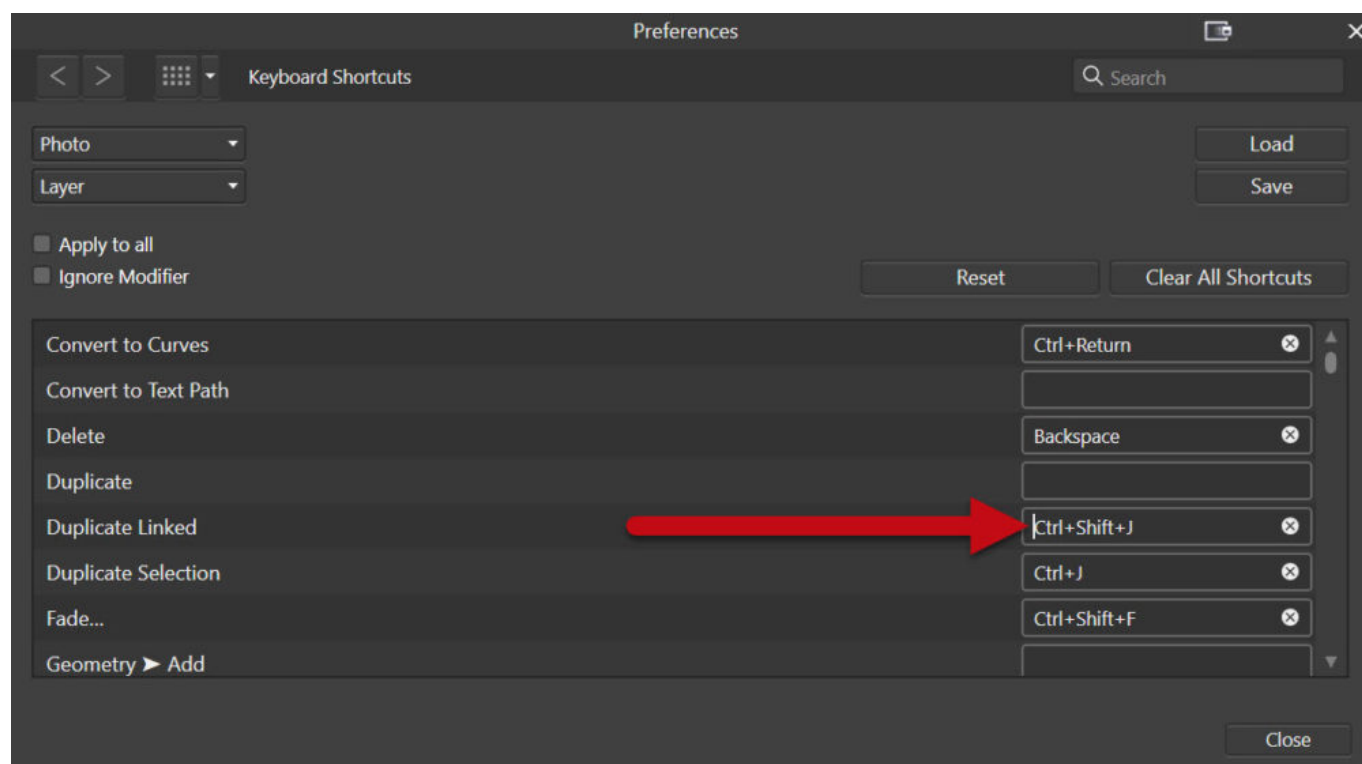 Preferences
Keyboard Shortcuts
Search
Photo
Load
Layer
Save
Apply to all
Ignore Modifier
Reset
Clear All Shortcuts
Convert to Curves
Ctrl+Return
Convert to Text Path
Delete
Backspace
Duplicate
Duplicate Linked
Ctrl+Shift+J
Duplicate Selection
Ctrl+J
Fade...
Ctrl+Shift+F
Geometry ➤ Add
Close